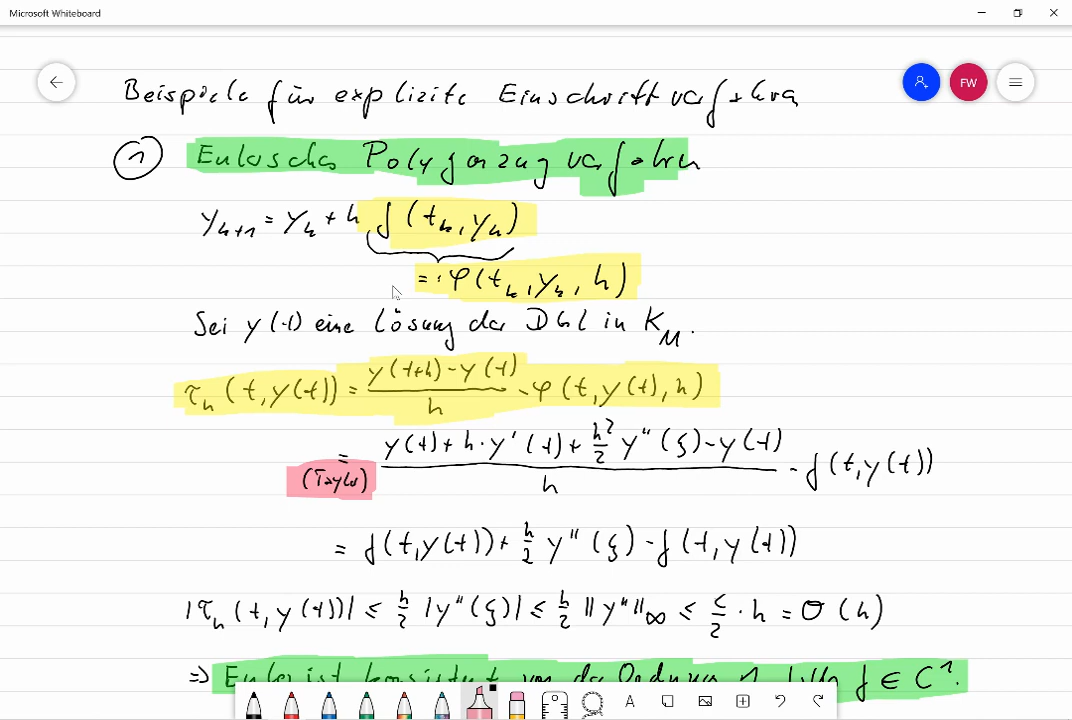 Microsoft Whiteboard
FW
Beispiele für explizite Einschrittverfahren
① Eulersches Polygonzugverfahren
y_{k+1} = y_k + h f(t_k, y_k)
=: φ(t_k, y_k, h)
Sei y(t) eine Lösung der DGL in K_M.
τ_h(t, y(t)) = (y(t+h) - y(t))/h - φ(t, y(t), h)
= (y(t) + h · y'(t) + h²/2 y''(ξ) - y(t))/h - f(t, y(t))
(Taylor)
= f(t, y(t)) + h/2 y''(ξ) - f(t, y(t))
|τ_h(t, y(t))| ≤ h/2 |y''(ξ)| ≤ h/2 ||y''||_∞ ≤ C/2 · h = O(h)
⇒ Euler ist konsistent von der Ordnung 1 f ∈ C¹.
A